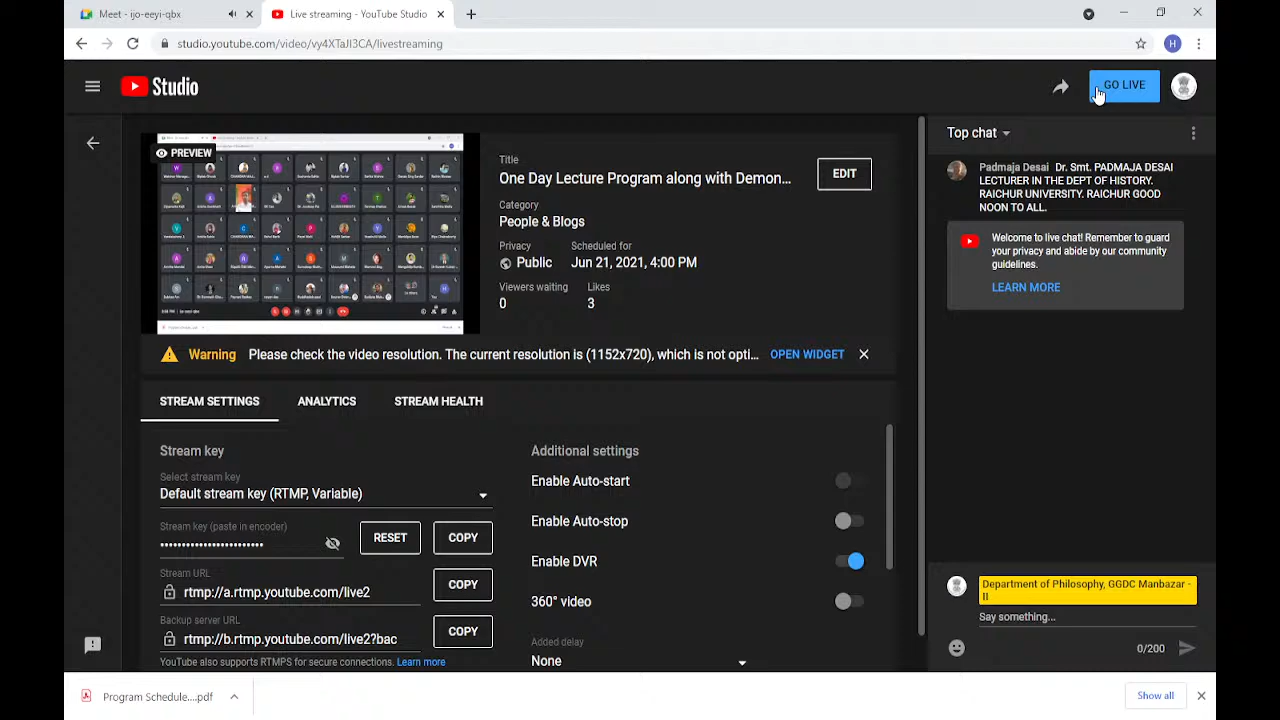 Meet - ijo-eeyi-qbx
Live streaming - YouTube Studio
studio.youtube.com/video/vy4XTaJI3CA/livestreaming
H
Studio
GO LIVE
PREVIEW
Title
One Day Lecture Program along with Demon...
EDIT
Category
People & Blogs
Privacy
Scheduled for
Public
Jun 21, 2021, 4:00 PM
Viewers waiting
Likes
0
3
Warning
Please check the video resolution. The current resolution is (1152x720), which is not opti...
OPEN WIDGET
STREAM SETTINGS
ANALYTICS
STREAM HEALTH
Stream key
Select stream key
Default stream key (RTMP, Variable)
Stream key (paste in encoder)
••••••••••••••••••••••••
RESET
COPY
Stream URL
rtmp://a.rtmp.youtube.com/live2
COPY
Backup server URL
rtmp://b.rtmp.youtube.com/live2?bac
COPY
YouTube also supports RTMPS for secure connections. Learn more
Additional settings
Enable Auto-start
Enable Auto-stop
Enable DVR
360° video
Added delay
None
Top chat
Padmaja Desai Dr. Smt. PADMAJA DESAI
LECTURER IN THE DEPT OF HISTORY.
RAICHUR UNIVERSITY. RAICHUR GOOD
NOON TO ALL.
Welcome to live chat! Remember to guard
your privacy and abide by our community
guidelines.
LEARN MORE
Department of Philosophy, GGDC Manbazar -
II
Say something...
0/200
Program Schedule....pdf
Show all